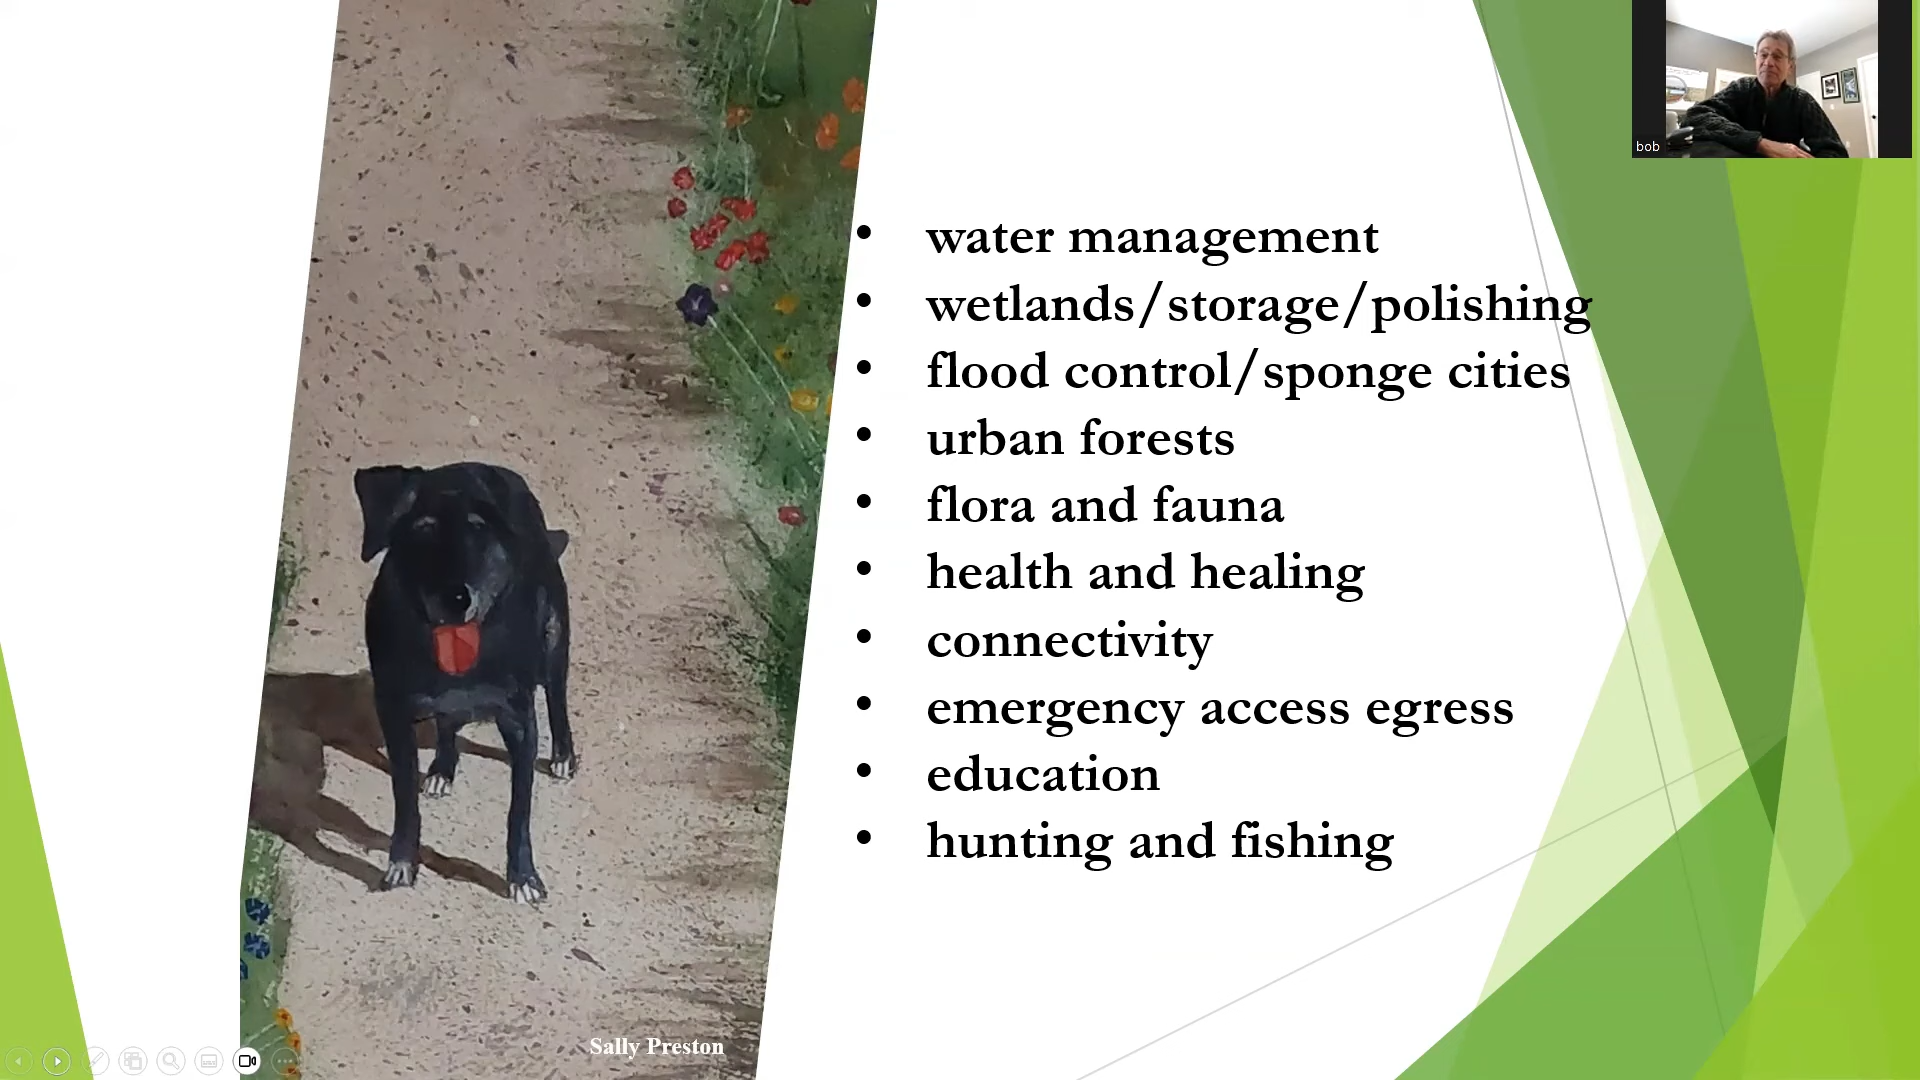 bob
• water management
• wetlands/storage/polishing
• flood control/sponge cities
• urban forests
• flora and fauna
• health and healing
• connectivity
• emergency access egress
• education
• hunting and fishing
Sally Preston